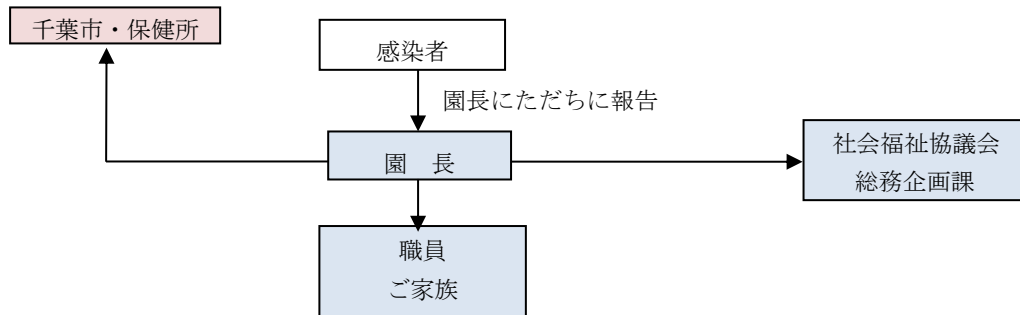 千葉市・保健所
感染者
園長にただちに報告
園　長
社会福祉協議会
総務企画課
職員
ご家族